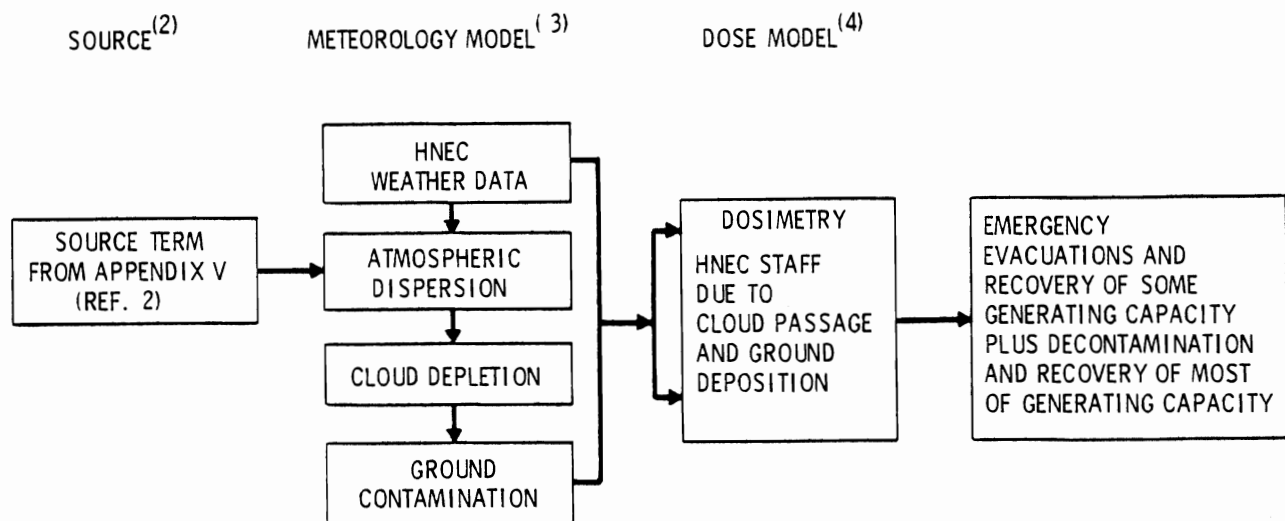 SOURCE(2)
METEOROLOGY MODEL(3)
DOSE MODEL(4)
SOURCE TERM
FROM APPENDIX V
(REF. 2)
HNEC
WEATHER DATA
ATMOSPHERIC
DISPERSION
CLOUD DEPLETION
GROUND
CONTAMINATION
DOSIMETRY
HNEC STAFF
DUE TO
CLOUD PASSAGE
AND GROUND
DEPOSITION
EMERGENCY
EVACUATIONS AND
RECOVERY OF SOME
GENERATING CAPACITY
PLUS DECONTAMINATION
AND RECOVERY OF MOST
OF GENERATING CAPACITY